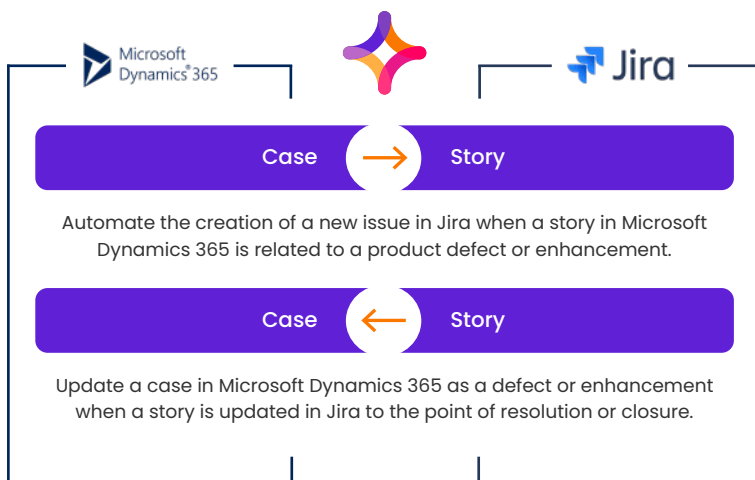 Microsoft
Dynamics® 365
Jira
Case
Story
Automate the creation of a new issue in Jira when a story in Microsoft
Dynamics 365 is related to a product defect or enhancement.
Case
Story
Update a case in Microsoft Dynamics 365 as a defect or enhancement
when a story is updated in Jira to the point of resolution or closure.